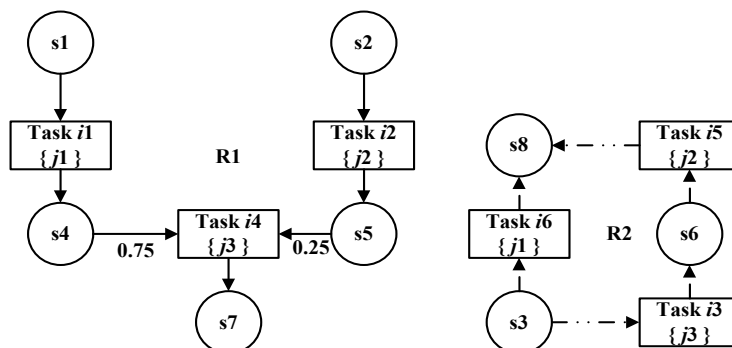 s1
s2
Task i1
{ j1 }
R1
Task i2
{ j2 }
s8
Task i5
{ j2 }
s4
0.75
Task i4
{ j3 }
0.25
s5
Task i6
{ j1 }
R2
s6
s7
s3
Task i3
{ j3 }